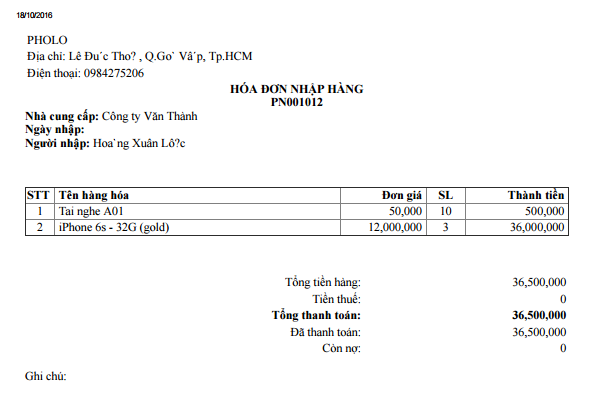 18/10/2016
PHOLO
Địa chỉ: Lê Đu´c Tho? , Q.Go` Vâ´p, Tp.HCM
Điện thoại: 0984275206
HÓA ĐƠN NHẬP HÀNG
PN001012
Nhà cung cấp: Công ty Văn Thành
Ngày nhập:
Người nhập: Hoa`ng Xuân Lô?c
STT Tên hàng hóa Đơn giá SL Thành tiền
1 Tai nghe A01 50,000 10 500,000
2 iPhone 6s - 32G (gold) 12,000,000 3 36,000,000
Tổng tiền hàng: 36,500,000
Tiền thuế: 0
Tổng thanh toán: 36,500,000
Đã thanh toán: 36,500,000
Còn nợ: 0
Ghi chú: